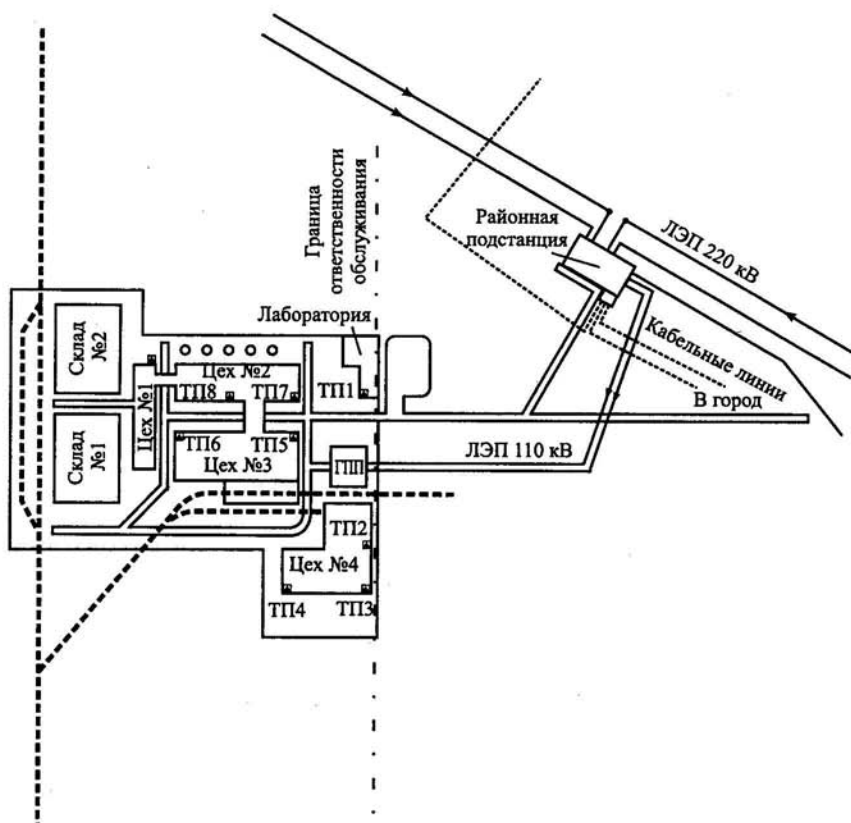 Граница
ответственности
обслуживания
Районная
подстанция
ЛЭП 220 кВ
Кабельные линии
В город
Лаборатория
Склад
№2
Цех №2
ТП8
ТП7
ТП1
Цех №1
Склад
№1
ТП6
ТП5
Цех №3
ГПП
ЛЭП 110 кВ
ТП2
Цех №4
ТП4
ТП3